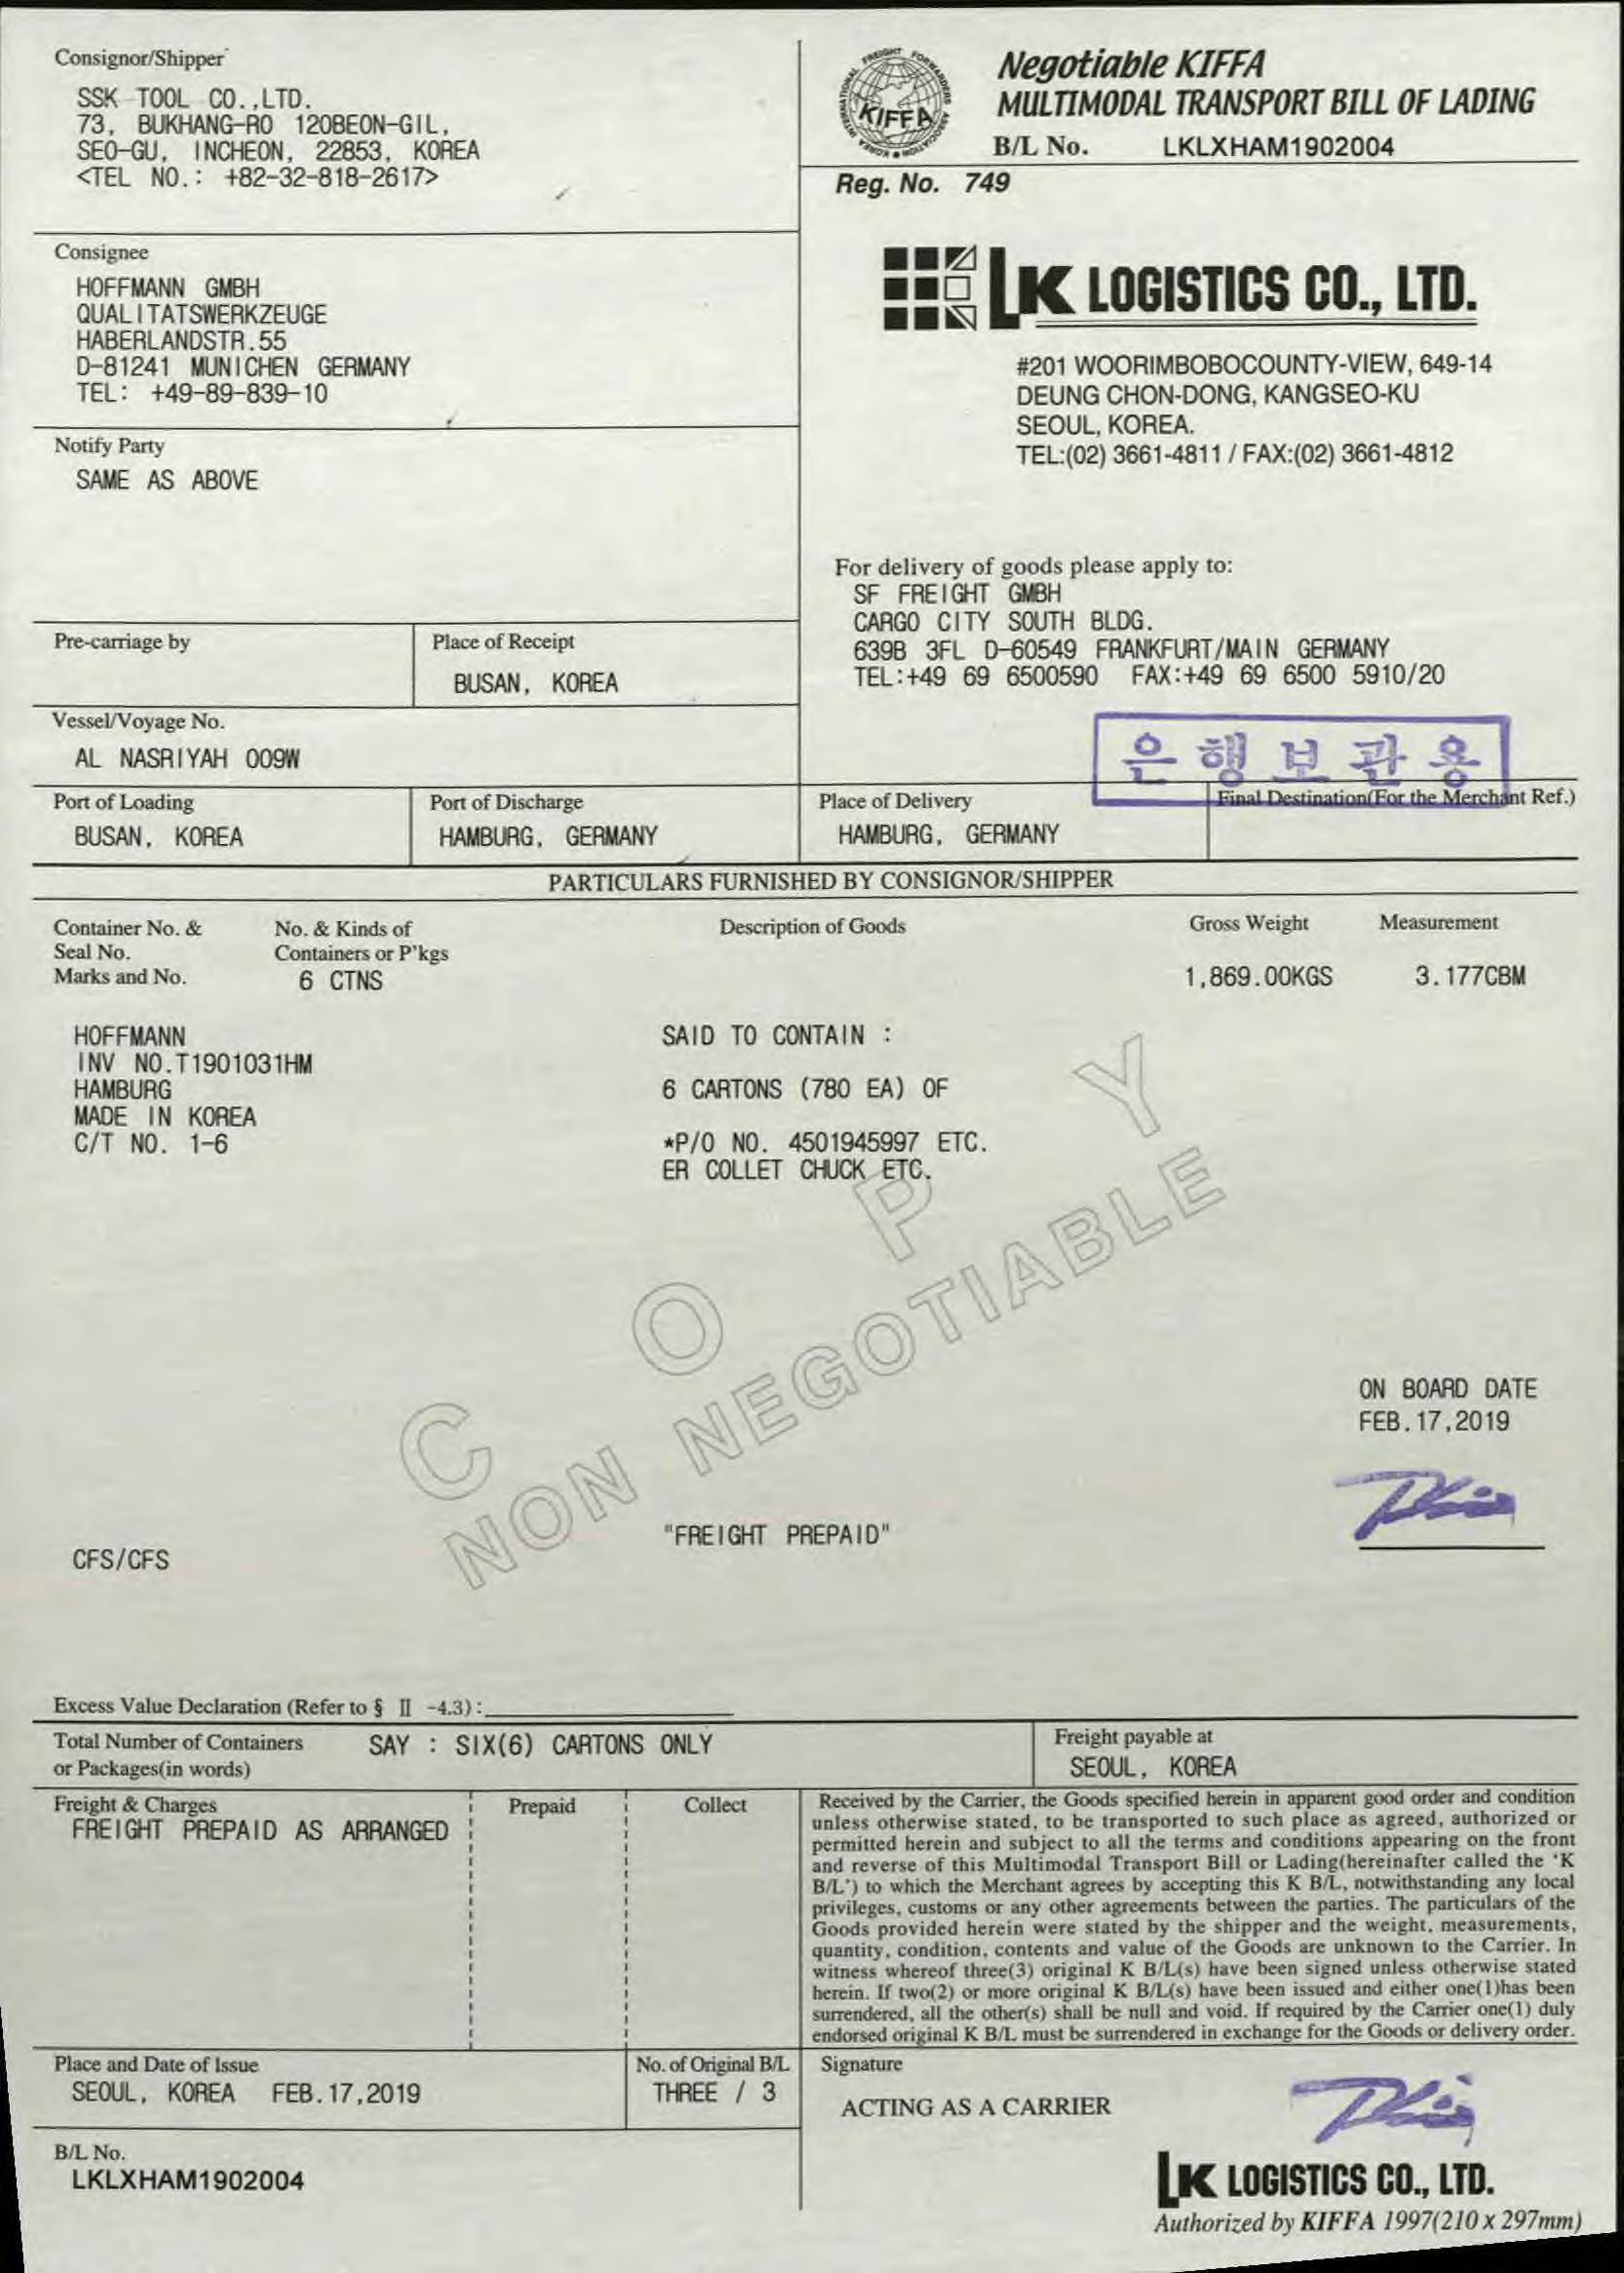 Consignor/Shipper
SSK TOOL CO.,LTD.
73, BUKHANG-RO 120BEON-GIL,
SEO-GU, INCHEON, 22853, KOREA
<TEL NO.: +82-32-818-2617>
KOREA INTERNATIONAL FREIGHT FORWARDERS ASSOCIATION
KIFFA
Negotiable KIFFA
MULTIMODAL TRANSPORT BILL OF LADING
B/L No. LKLXHAM1902004
Reg. No. 749
Consignee
HOFFMANN GMBH
QUALITATSWERKZEUGE
HABERLANDSTR.55
D-81241 MUNICHEN GERMANY
TEL: +49-89-839-10
LK LOGISTICS CO., LTD.
#201 WOORIMBOBOCOUNTY-VIEW, 649-14
DEUNG CHON-DONG, KANGSEO-KU
SEOUL, KOREA.
TEL:(02) 3661-4811 / FAX:(02) 3661-4812
Notify Party
SAME AS ABOVE
For delivery of goods please apply to:
SF FREIGHT GMBH
CARGO CITY SOUTH BLDG.
639B 3FL D-60549 FRANKFURT/MAIN GERMANY
TEL:+49 69 6500590 FAX:+49 69 6500 5910/20
Pre-carriage by
Place of Receipt
BUSAN, KOREA
Vessel/Voyage No.
AL NASRIYAH 009W
은행보관용
Port of Loading
BUSAN, KOREA
Port of Discharge
HAMBURG, GERMANY
Place of Delivery
HAMBURG, GERMANY
Final Destination(For the Merchant Ref.)
PARTICULARS FURNISHED BY CONSIGNOR/SHIPPER
Container No. &
Seal No.
Marks and No.
No. & Kinds of
Containers or P'kgs
6 CTNS
Description of Goods
Gross Weight
1,869.00KGS
Measurement
3.177CBM
HOFFMANN
INV NO.T1901031HM
HAMBURG
MADE IN KOREA
C/T NO. 1-6
SAID TO CONTAIN :
6 CARTONS (780 EA) OF
*P/O NO. 4501945997 ETC.
ER COLLET CHUCK ETC.
COPY
NON NEGOTIABLE
ON BOARD DATE
FEB.17,2019
"FREIGHT PREPAID"
CFS/CFS
Excess Value Declaration (Refer to § II -4.3) :
Total Number of Containers
or Packages(in words)
SAY : SIX(6) CARTONS ONLY
Freight payable at
SEOUL, KOREA
Freight & Charges
FREIGHT PREPAID AS ARRANGED
Prepaid
Collect
Received by the Carrier, the Goods specified herein in apparent good order and condition
unless otherwise stated, to be transported to such place as agreed, authorized or
permitted herein and subject to all the terms and conditions appearing on the front
and reverse of this Multimodal Transport Bill or Lading(hereinafter called the 'K
B/L') to which the Merchant agrees by accepting this K B/L, notwithstanding any local
privileges, customs or any other agreements between the parties. The particulars of the
Goods provided herein were stated by the shipper and the weight, measurements,
quantity, condition, contents and value of the Goods are unknown to the Carrier. In
witness whereof three(3) original K B/L(s) have been signed unless otherwise stated
herein. If two(2) or more original K B/L(s) have been issued and either one(1)has been
surrendered, all the other(s) shall be null and void. If required by the Carrier one(1) duly
endorsed original K B/L must be surrendered in exchange for the Goods or delivery order.
Place and Date of Issue
SEOUL, KOREA FEB.17,2019
No. of Original B/L
THREE / 3
Signature
ACTING AS A CARRIER
B/L No.
LKLXHAM1902004
LK LOGISTICS CO., LTD.
Authorized by KIFFA 1997(210 x 297mm)